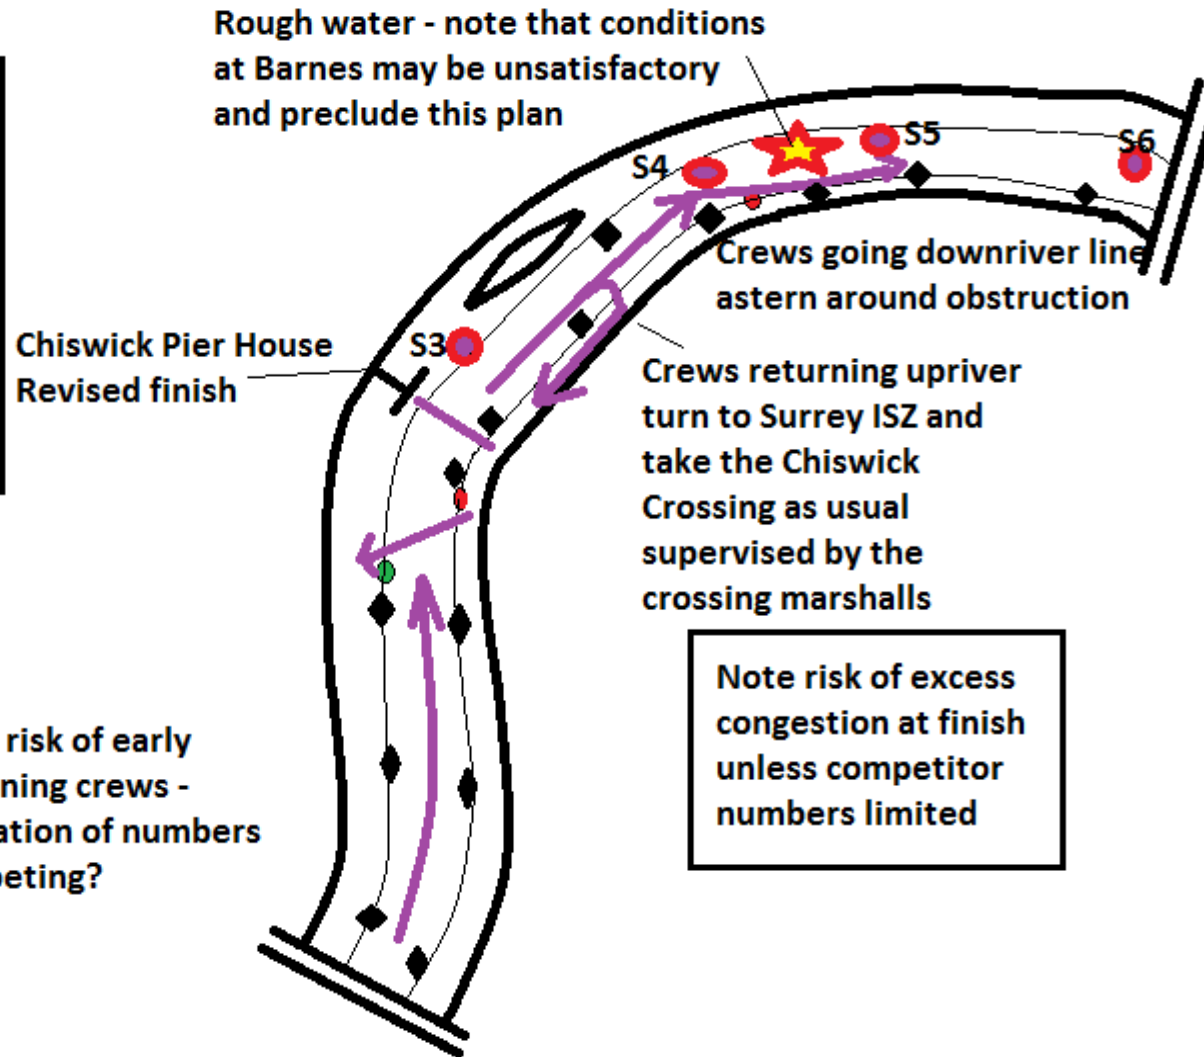 Rough water - note that conditions
at Barnes may be unsatisfactory
and preclude this plan
S5
S6
S4
Crews going downriver line
astern around obstruction
Chiswick Pier House
Revised finish
S3
Crews returning upriver
turn to Surrey ISZ and
take the Chiswick
Crossing as usual
supervised by the
crossing marshalls
Note risk of excess
congestion at finish
unless competitor
numbers limited
risk of early
crews -
of numbers